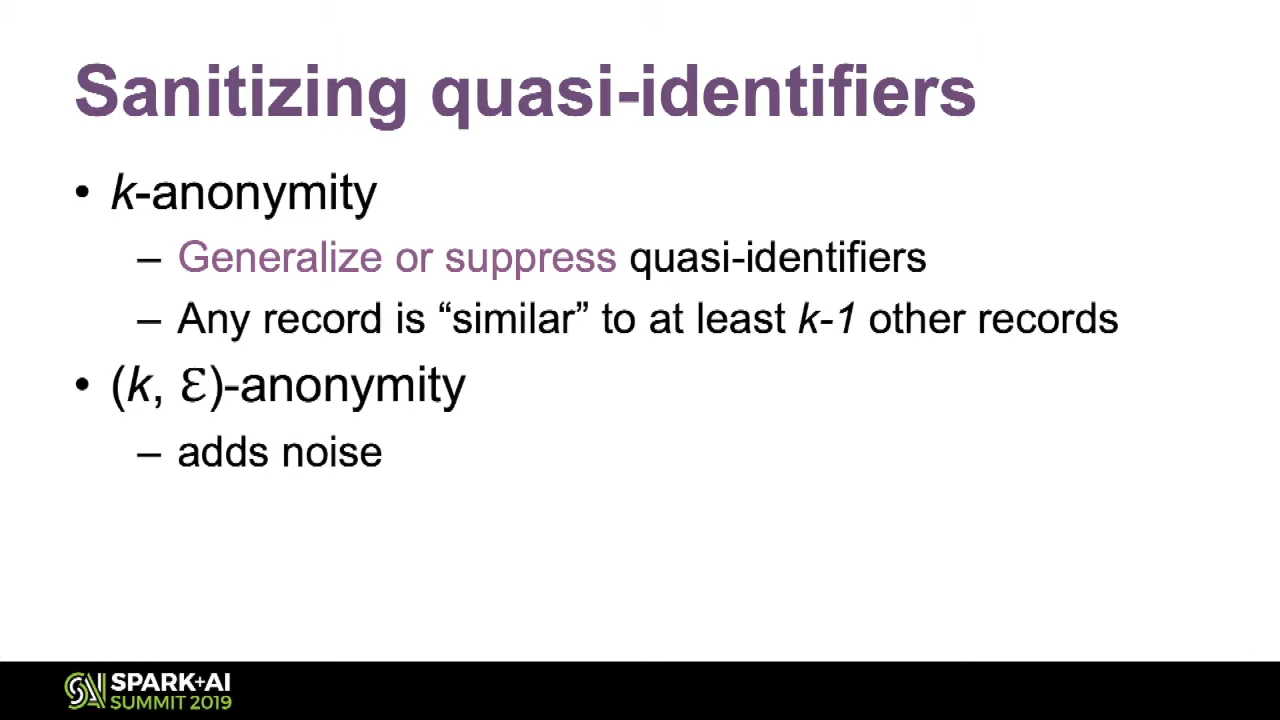 Sanitizing quasi-identifiers
• k-anonymity
– Generalize or suppress quasi-identifiers
– Any record is “similar” to at least k-1 other records
• (k, Ɛ)-anonymity
– adds noise
SPARK+AI
SUMMIT 2019